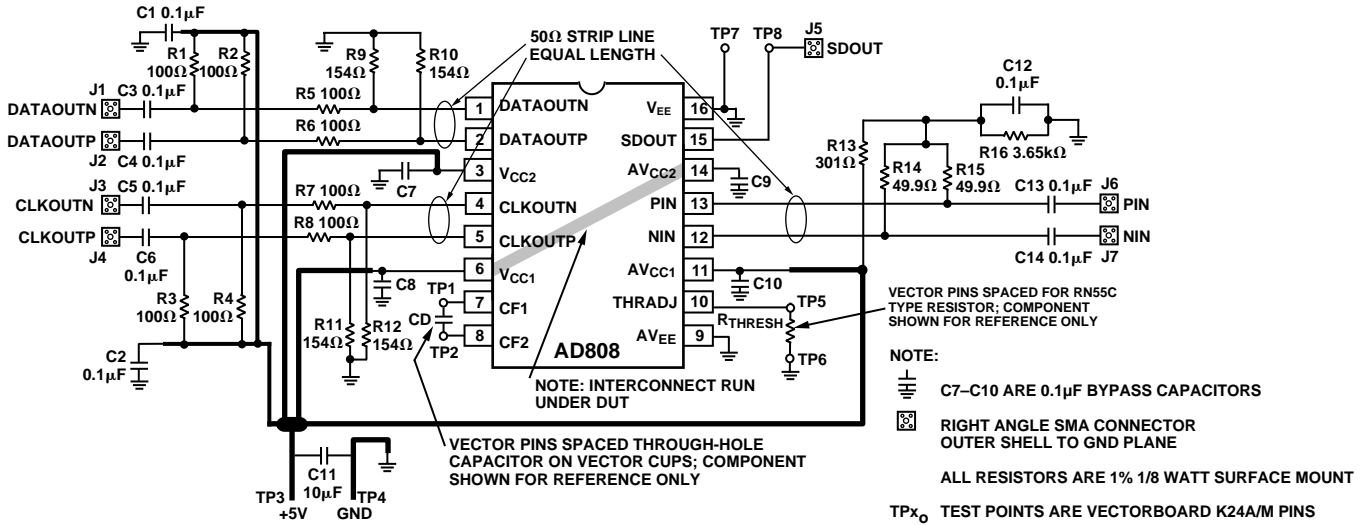 C1 0.1μF
R1
100Ω
R2
100Ω
R9
154Ω
R10
154Ω
50Ω STRIP LINE
EQUAL LENGTH
TP7
TP8
J5
SDOUT
C12
0.1μF
J1
C3 0.1μF
DATAOUTN
R5 100Ω
1
DATAOUTN
VEE
16
R6 100Ω
DATAOUTP
J2
C4 0.1μF
2
DATAOUTP
SDOUT
15
R13
301Ω
R16 3.65kΩ
R14
49.9Ω
R15
49.9Ω
C7
3
VCC2
AVCC2
14
C9
J3
C5 0.1μF
CLKOUTN
R7 100Ω
4
CLKOUTN
PIN
13
C13 0.1μF
J6
PIN
R8 100Ω
CLKOUTP
J4
C6
0.1μF
5
CLKOUTP
NIN
12
C14 0.1μF
NIN
J7
C8
6
VCC1
AVCC1
11
C10
R3
100Ω
R4
100Ω
TP1
CD
TP2
7
CF1
THRADJ
10
TP5
RTHRESH
TP6
VECTOR PINS SPACED FOR RN55C
TYPE RESISTOR; COMPONENT
SHOWN FOR REFERENCE ONLY
R11
154Ω
R12
154Ω
8
CF2
AVEE
9
AD808
C2
0.1μF
NOTE: INTERCONNECT RUN
UNDER DUT
NOTE:
C7–C10 ARE 0.1μF BYPASS CAPACITORS
RIGHT ANGLE SMA CONNECTOR
OUTER SHELL TO GND PLANE
ALL RESISTORS ARE 1% 1/8 WATT SURFACE MOUNT
TPx TEST POINTS ARE VECTORBOARD K24A/M PINS
VECTOR PINS SPACED THROUGH-HOLE
CAPACITOR ON VECTOR CUPS; COMPONENT
SHOWN FOR REFERENCE ONLY
C11
10μF
TP3
+5V
TP4
GND